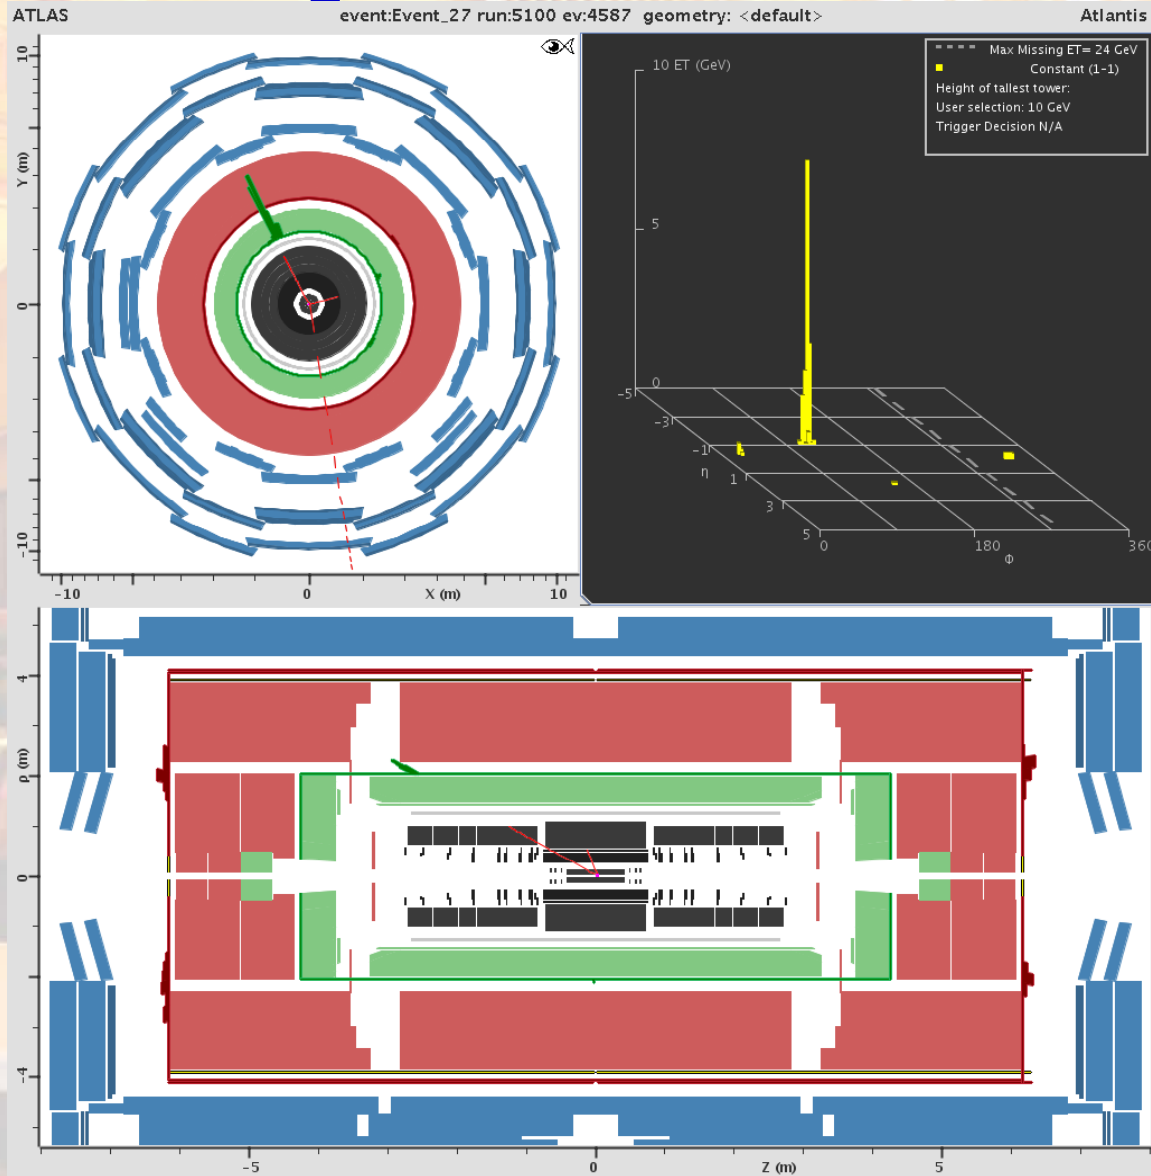 ATLAS event:Event_27 run:5100 ev:4587 geometry: <default> Atlantis
10
Y (m)
0
-10
-10 0 X (m) 10
Max Missing ET= 24 GeV
Constant (1-1)
Height of tallest tower:
User selection: 10 GeV
Trigger Decision N/A
10 ET (GeV)
5
0
-5
-3
-1
η
1
3
5
0 180 360
Φ
4
ρ (m)
0
-4
-5 0 Z (m) 5